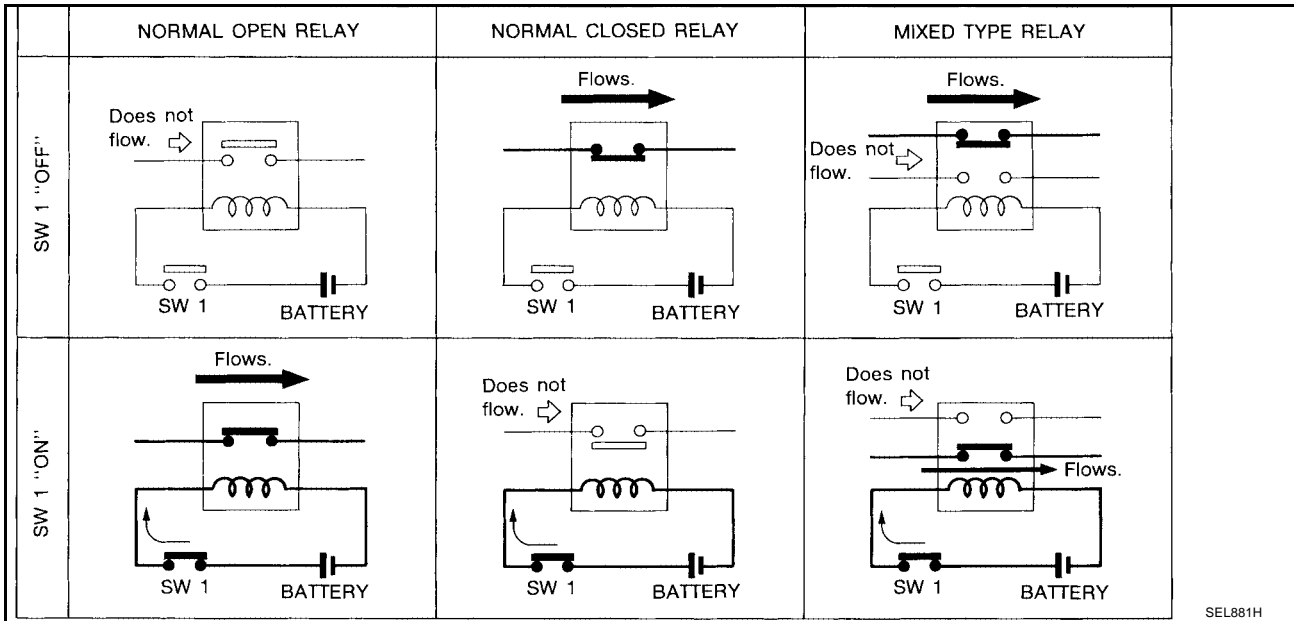 NORMAL OPEN RELAY
NORMAL CLOSED RELAY
MIXED TYPE RELAY
SW 1 "OFF"
Does not
flow.
SW 1
BATTERY
Flows.
SW 1
BATTERY
Flows.
Does not
flow.
SW 1
BATTERY
SW 1 "ON"
Flows.
SW 1
BATTERY
Does not
flow.
SW 1
BATTERY
Does not
flow.
Flows.
SW 1
BATTERY
SEL881H